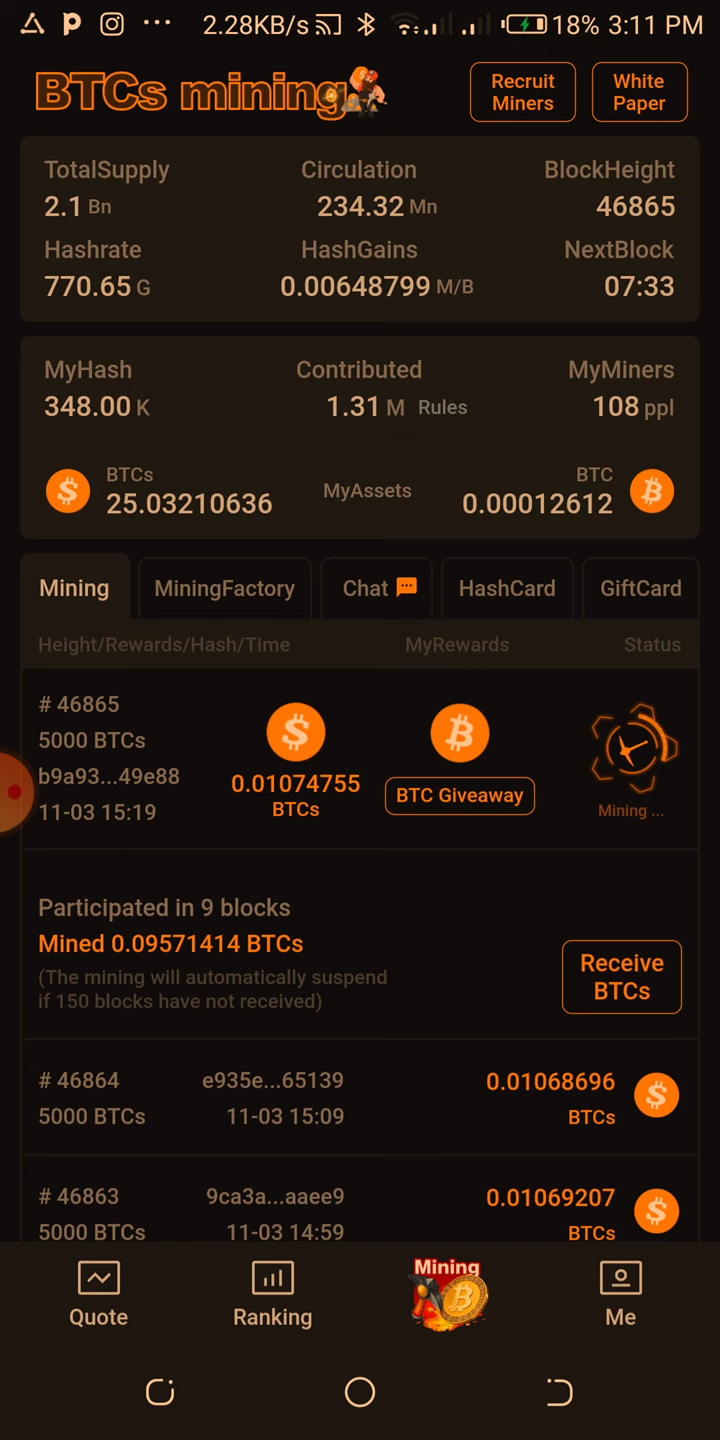 2.28KB/s 18% 3:11 PM
BTCs mining
Recruit Miners
White Paper
TotalSupply Circulation BlockHeight
2.1 Bn 234.32 Mn 46865
Hashrate HashGains NextBlock
770.65 G 0.00648799 M/B 07:33
MyHash Contributed MyMiners
348.00 K 1.31 M Rules 108 ppl
BTCs MyAssets BTC
25.03210636 0.00012612
Mining MiningFactory Chat HashCard GiftCard
Height/Rewards/Hash/Time MyRewards Status
# 46865
5000 BTCs
b9a93...49e88
11-03 15:19
0.01074755
BTCs
BTC Giveaway
Mining ...
Participated in 9 blocks
Mined 0.09571414 BTCs
(The mining will automatically suspend
if 150 blocks have not received)
Receive
BTCs
# 46864 e935e...65139 0.01068696
5000 BTCs 11-03 15:09 BTCs
# 46863 9ca3a...aaee9 0.01069207
5000 BTCs 11-03 14:59 BTCs
Mining
Quote Ranking Me